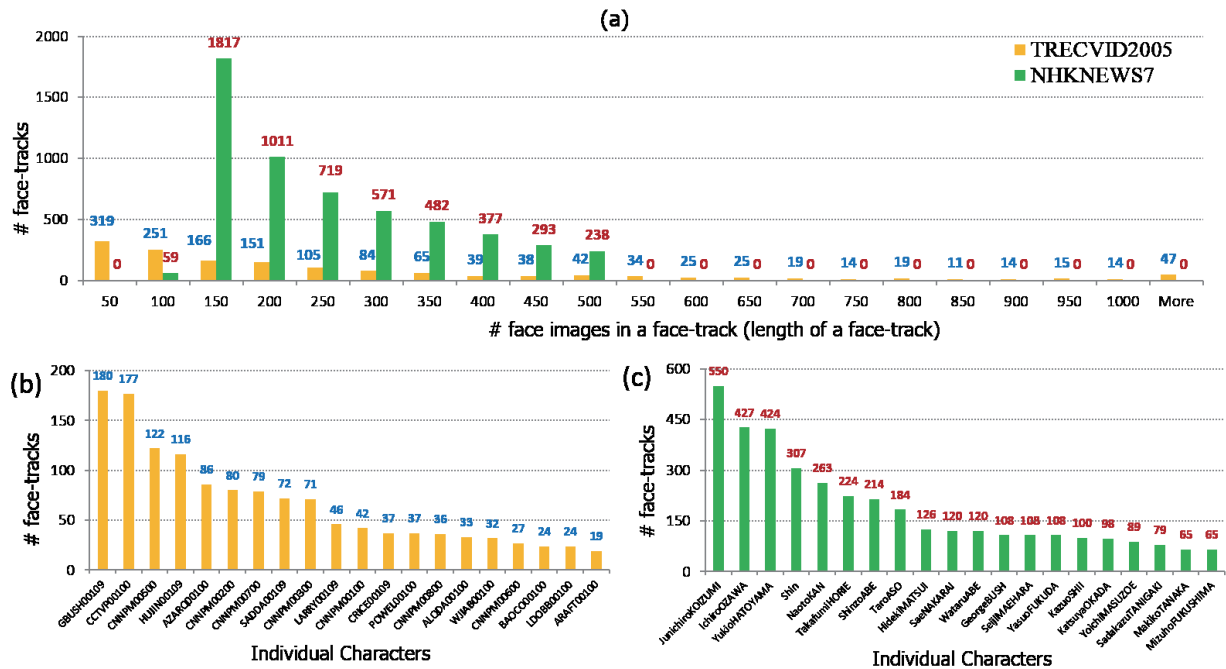 (a)
# face-tracks
2000
1500
1000
500
0
TRECVID2005
NHKNEWS7
319 251 166 151 105 84 65 39 38 42 34 25 25 19 14 19 11 14 15 14 47
0 59 1817 1011 719 571 482 377 293 238 0 0 0 0 0 0 0 0 0 0 0
50 100 150 200 250 300 350 400 450 500 550 600 650 700 750 800 850 900 950 1000 More
# face images in a face-track (length of a face-track)
(b)
# face-tracks
200
150
100
50
0
180 177 122 116 86 80 79 72 71 46 42 37 37 36 33 32 27 24 24 19
GBUSH00109
CCTVP00100
CNNPM00500
HUJIN00109
AZARQ00100
CNNPM00200
CNNPM00700
SADDA00109
CNNPM00300
LARRY00109
CNNPM00100
CRICE00109
POWEL00100
CNNPM00800
ALODA00100
WJIAB00100
CNNPM00600
BAOCO00100
LDOBB00100
ARAFT00100
Individual Characters
(c)
# face-tracks
600
450
300
150
0
550 427 424 307 263 224 214 184 126 120 120 108 108 108 100 98 89 79 65 65
JunichiroKOIZUMI
IchiroOZAWA
YukioHATOYAMA
Shin
NaotoKAN
TakafumiHORIE
ShinzoABE
TaroASO
HidekiMATSUI
SaeNAKARAI
WataruABE
GeorgeBUSH
SeijiMAEHARA
YasuoFUKUDA
KazuoSHII
KatsuyaOKADA
YoichiMASUZOE
SadakazuTANIGAKI
MakikoTANAKA
MizuhoFUKUSHIMA
Individual Characters